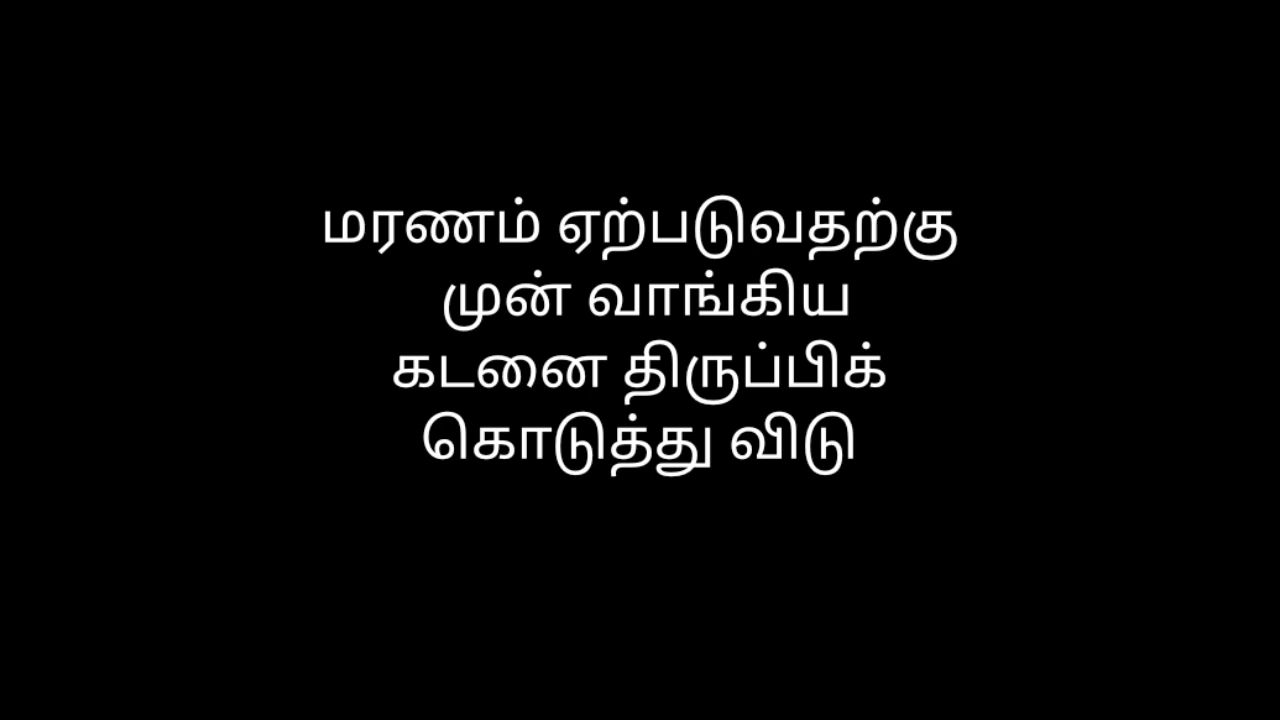 மரணம் ஏற்படுவதற்கு
முன் வாங்கிய
கடனை திருப்பிக்
கொடுத்து விடு